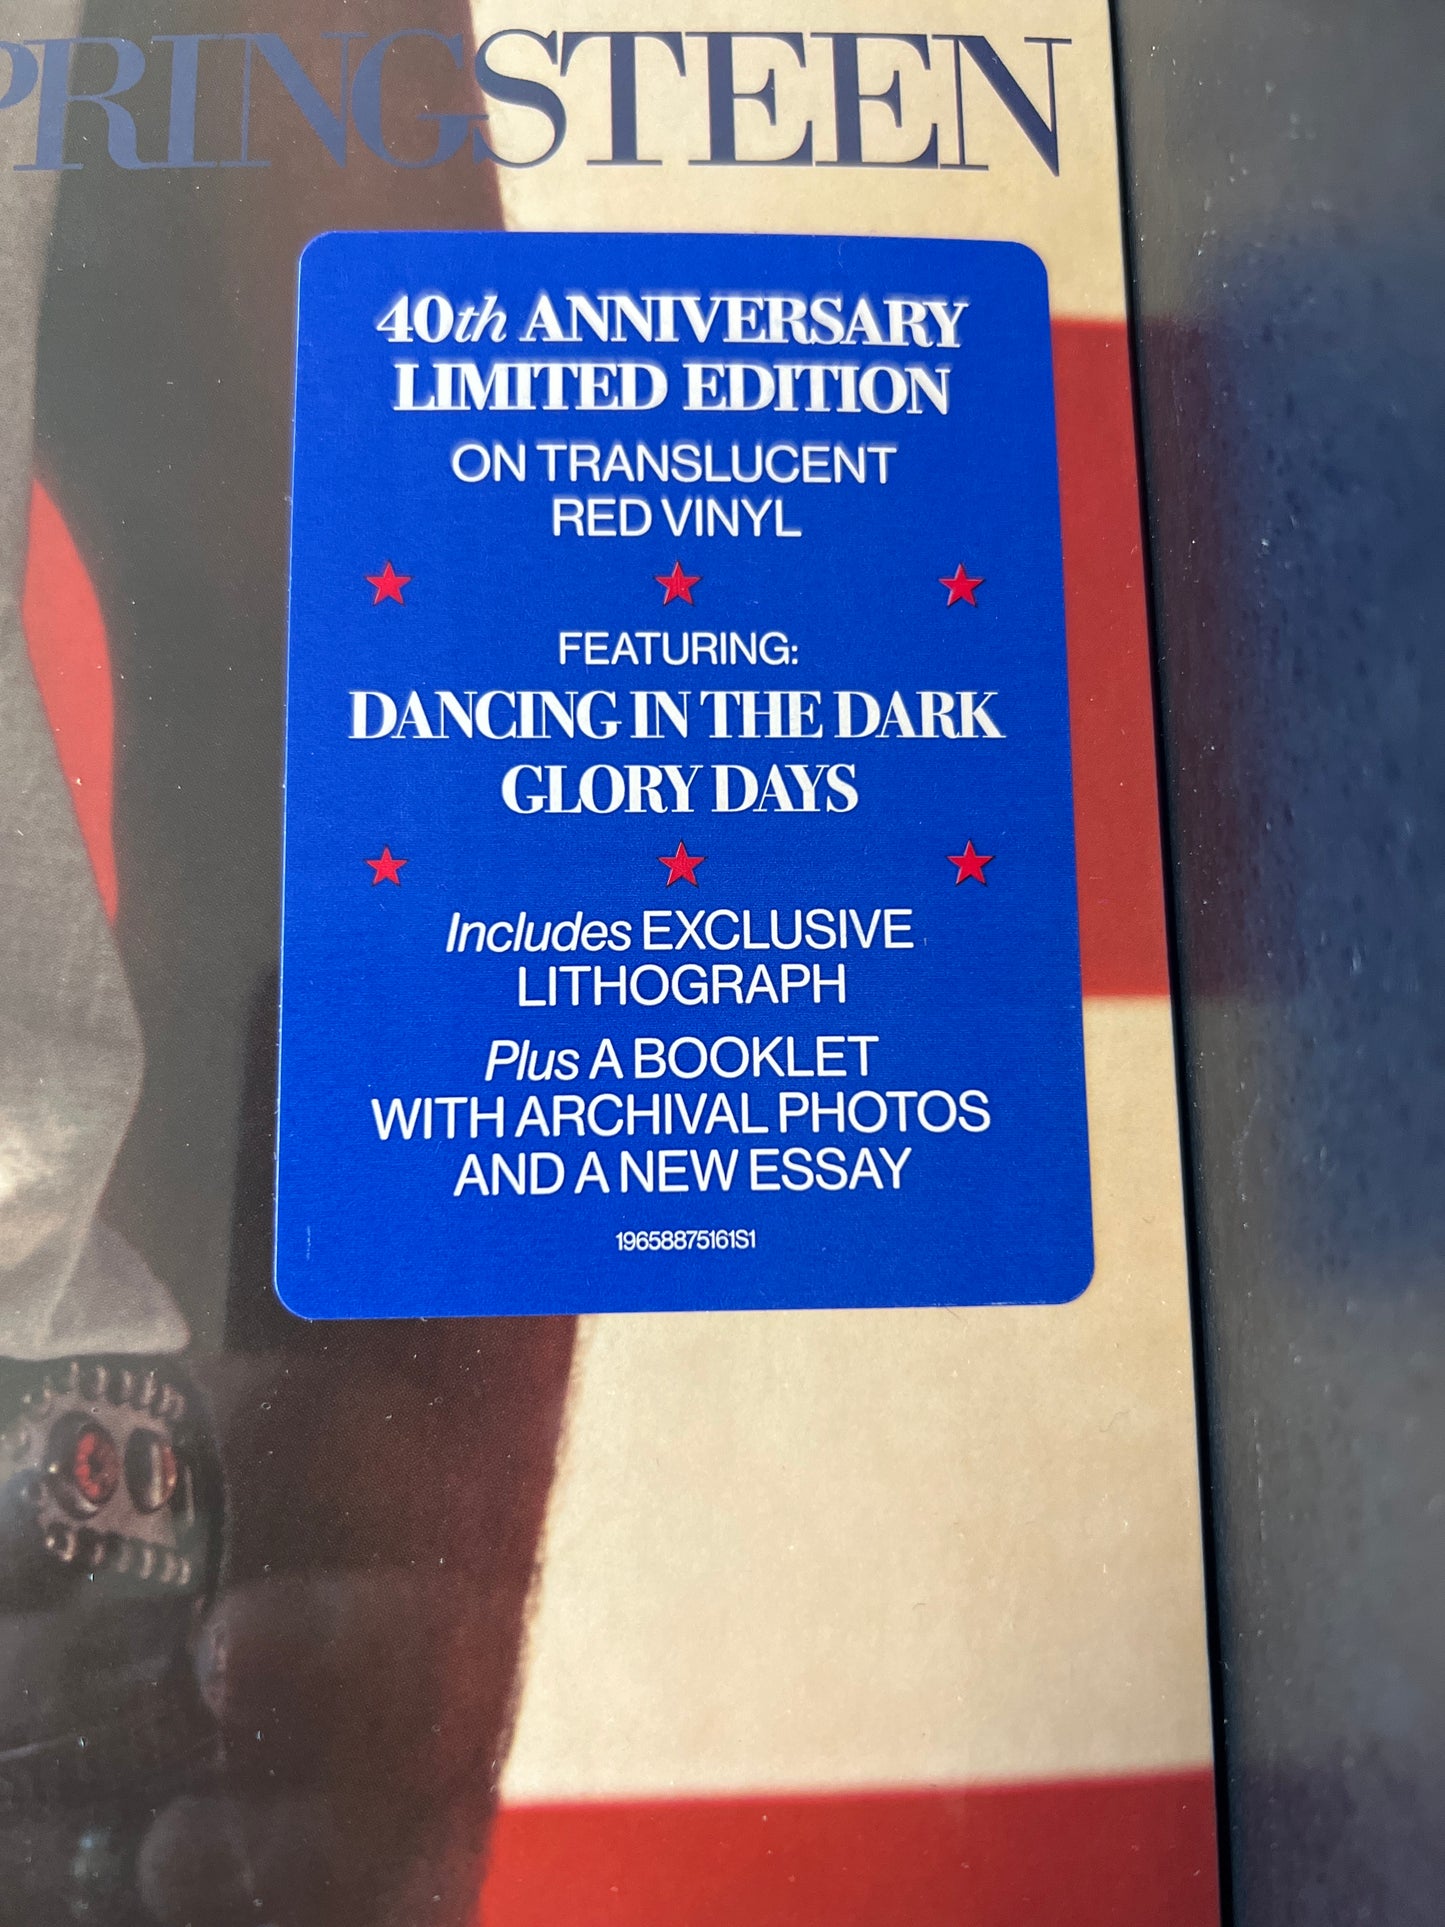 PRINGSTEEN
40th ANNIVERSARY
LIMITED EDITION
ON TRANSLUCENT
RED VINYL
FEATURING:
DANCING IN THE DARK
GLORY DAYS
Includes EXCLUSIVE
LITHOGRAPH
Plus A BOOKLET
WITH ARCHIVAL PHOTOS
AND A NEW ESSAY
19658875161S1